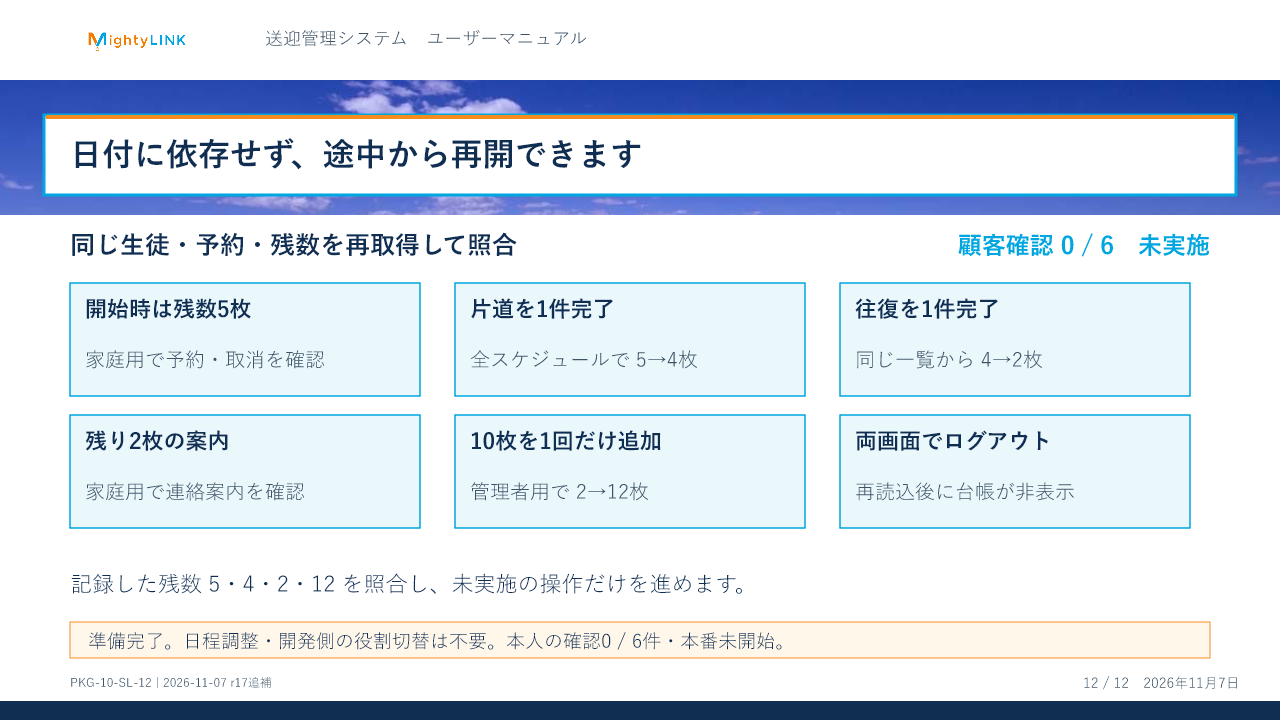 MightyLINK
送迎管理システム　ユーザーマニュアル
日付に依存せず、途中から再開できます
同じ生徒・予約・残数を再取得して照合
顧客確認 0 / 6　未実施
開始時は残数5枚
家庭用で予約・取消を確認
片道を1件完了
全スケジュールで 5→4枚
往復を1件完了
同じ一覧から 4→2枚
残り2枚の案内
家庭用で連絡案内を確認
10枚を1回だけ追加
管理者用で 2→12枚
両画面でログアウト
再読込後に台帳が非表示
記録した残数 5・4・2・12 を照合し、未実施の操作だけを進めます。
準備完了。日程調整・開発側の役割切替は不要。本人の確認0 / 6件・本番未開始。
PKG-10-SL-12 | 2026-11-07 r17追補
12 / 12　2026年11月7日